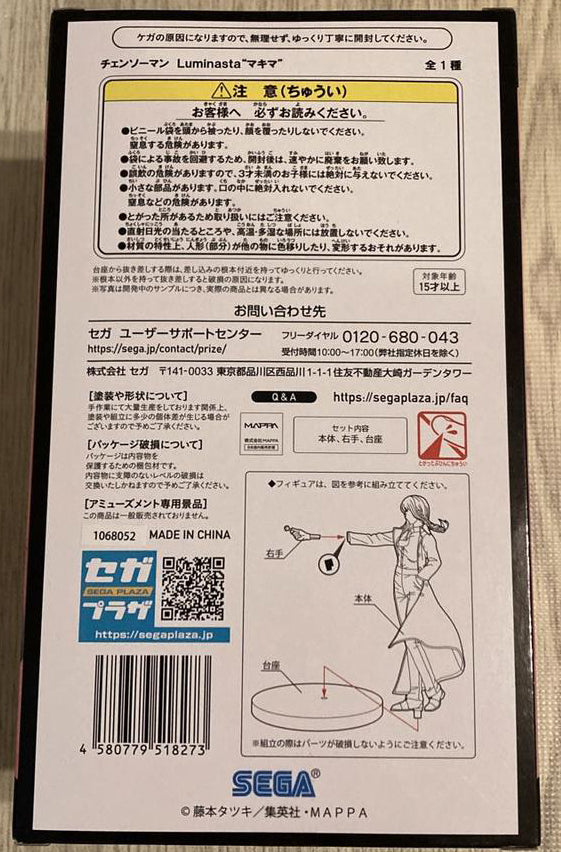 ケガの原因になりますので、無理せず、ゆっくり丁寧に開封してください。
チェンソーマン Luminasta“マキマ” 全1種
⚠注 意(ちゅうい)
お客様へ 必ずお読みください。
●ビニール袋を頭から被ったり、顔を覆ったりしないでください。
窒息する危険があります。
●袋による事故を回避するため、開封後は、速やかに廃棄をお願い致します。
●誤飲の危険がありますので、3才未満のお子様には絶対に与えないでください。
●小さな部品があります。口の中に絶対入れないでください。
窒息などの危険があります。
●とがった所があるため取り扱いにはご注意ください。
●直射日光の当たるところや、高温・多湿な場所には放置しないでください。
●材質の特性上、人形(部分)が他の物に色移りしたり、変形するおそれがあります。
台座から抜き差しする際は、差し込みの根本付近を持ってゆっくりと行ってください。
※根本以外を持って抜き差しすると破損の原因になります。
※写真は開発中のサンプルにつき、実際の商品とは異なる場合があります。
対象年齢
15才以上
お問い合わせ先
セガ ユーザーサポートセンター フリーダイヤル 0120-680-043
https://sega.jp/contact/prize/ 受付時間10:00～17:00(弊社指定休日を除く)
株式会社 セガ 〒141-0033 東京都品川区西品川1-1-1住友不動産大崎ガーデンタワー
[塗装や形状について]
手作業にて大量生産をしております関係上、
塗装や組立に多少の個体差が生じる場合が
ございますので予めご了承ください。
[パッケージ破損について]
パッケージは内容物を
保護するための梱包材です。
内容物に支障のないレベルの破損は
交換いたしかねますので予めご了承ください。
[アミューズメント専用景品]
この商品は一般販売されておりません。
Q&A https://segaplaza.jp/faq
MAPPA
株式会社MAPPA
セット内容
本体、右手、台座
とがってぶひんにちゅうい
1068052 MADE IN CHINA
セガ
SEGA PLAZA
プラザ
https://segaplaza.jp
◆フィギュアは、図を参考に組み立ててください。
右手
本体
台座
※組立の際はパーツが破損しないようにご注意ください。
4 580779 518273
SEGA®
©藤本タツキ/集英社・MAPPA